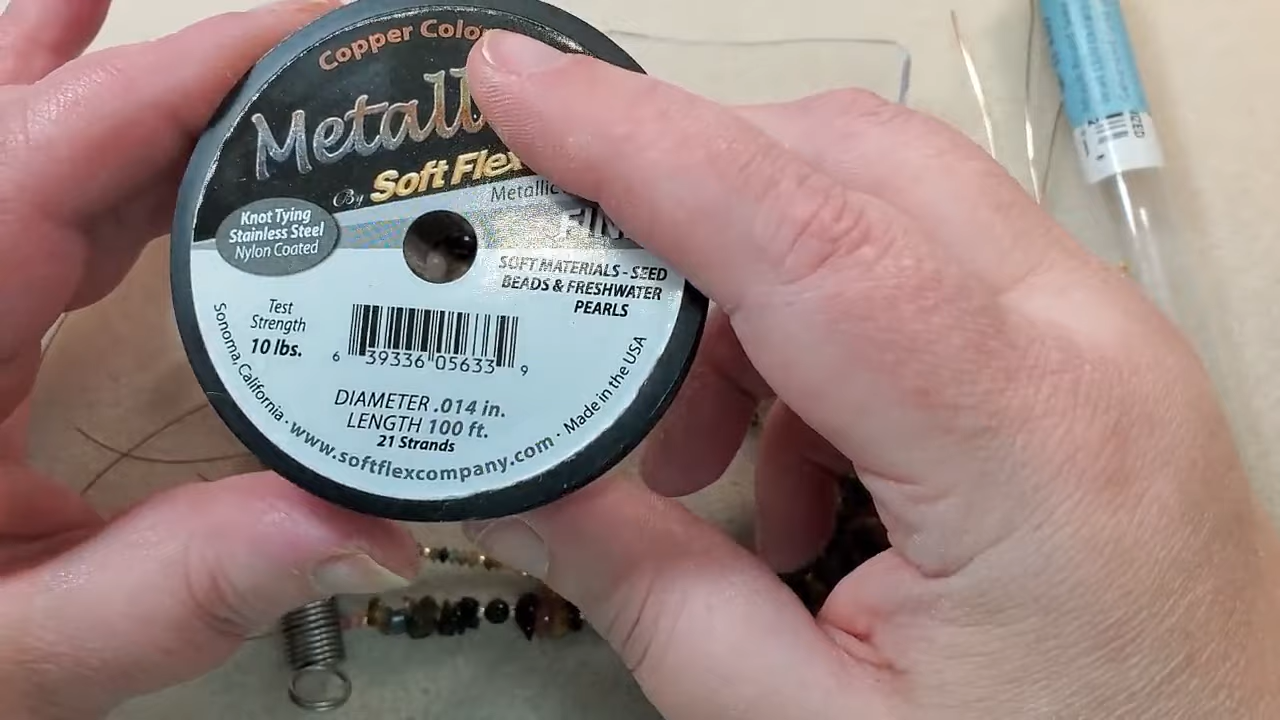 Copper Colo
Metall
By Soft Flex
Metallic
FIN
Knot Tying
Stainless Steel
Nylon Coated
SOFT MATERIALS - SEED
BEADS & FRESHWATER
PEARLS
Test
Strength
10 lbs.
6 39336 05633 9
DIAMETER .014 in.
LENGTH 100 ft.
21 Strands
Sonoma, California · www.softflexcompany.com · Made in the USA